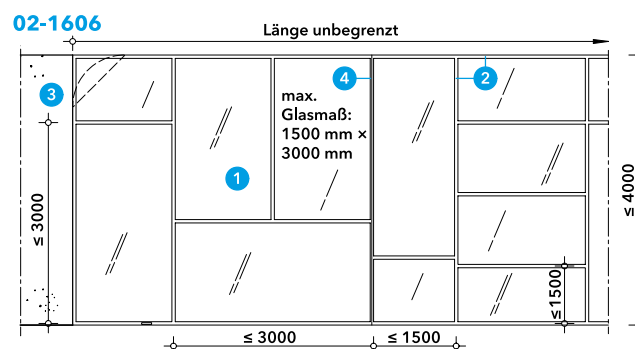 02-1606
Länge unbegrenzt
3
4
2
max.
Glasmaß:
1500 mm ×
3000 mm
1
≤ 3000
≤ 4000
≤1500
≤ 3000
≤ 1500